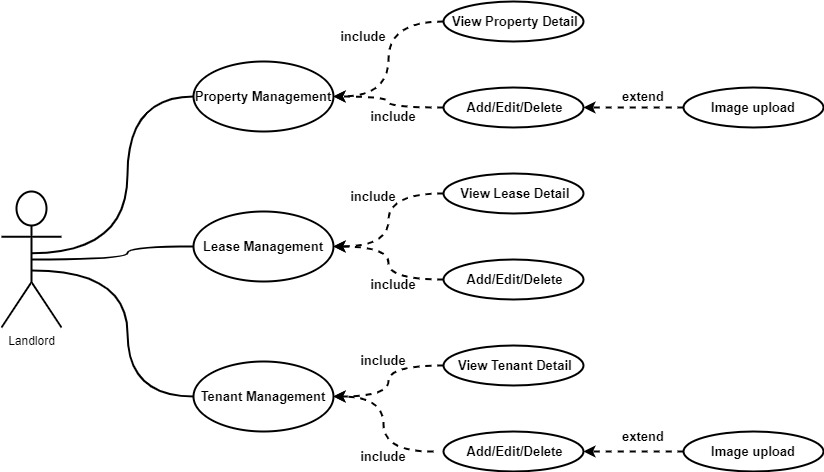 View Property Detail
include
Property Management
include
Add/Edit/Delete
extend
Image upload
include
View Lease Detail
Lease Management
include
Add/Edit/Delete
Landlord
include
View Tenant Detail
Tenant Management
include
Add/Edit/Delete
extend
Image upload